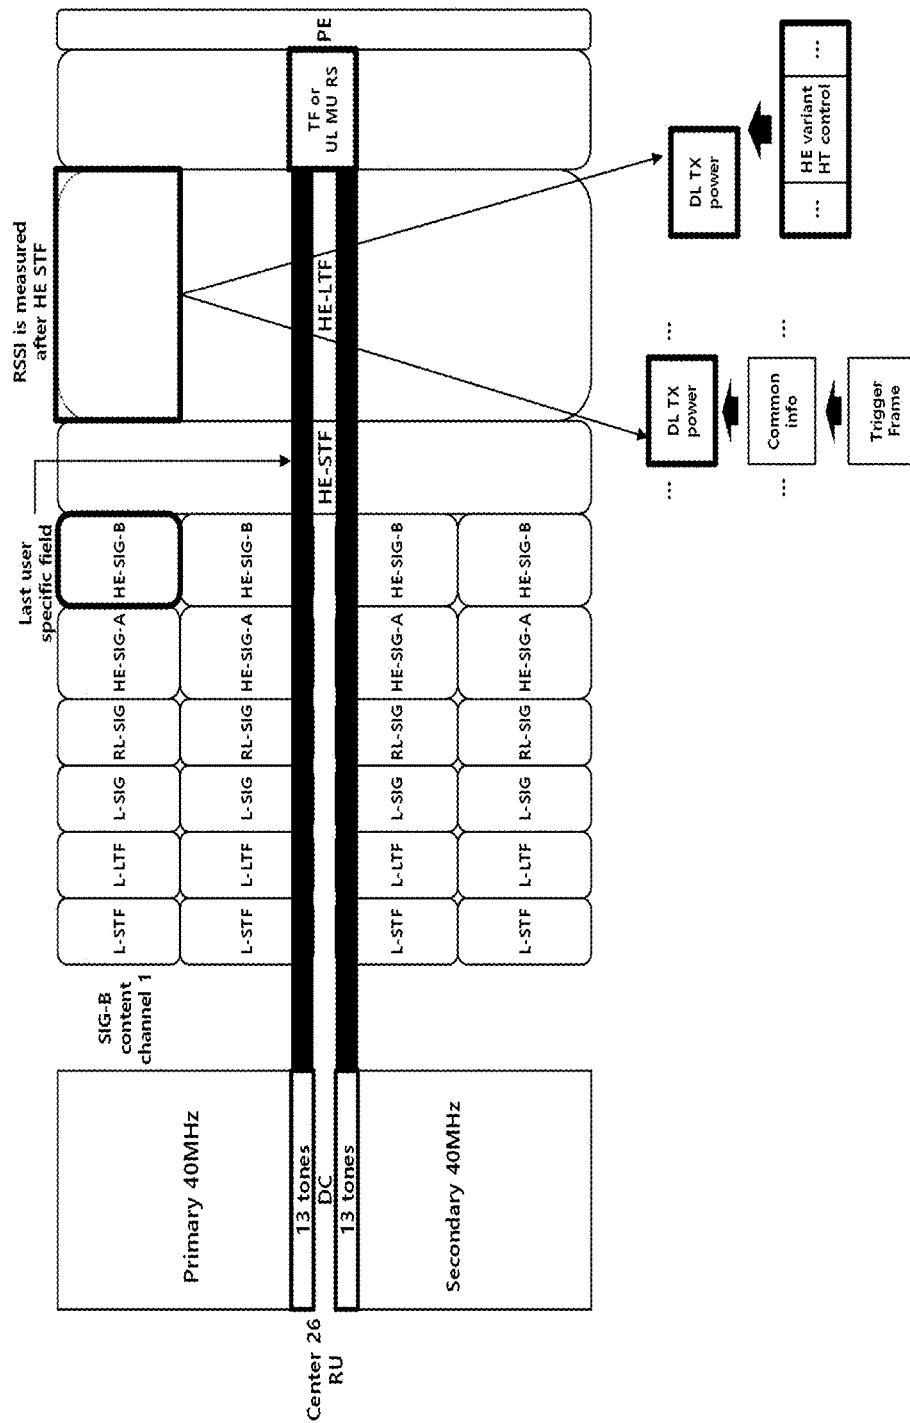 Center 26
RU
Primary 40MHz
13 tones
DC
13 tones
Secondary 40MHz
SIG-B
content
channel 1
L-STF
L-LTF
L-SIG
RL-SIG
HE-SIG-A
HE-SIG-B
L-STF
L-LTF
L-SIG
RL-SIG
HE-SIG-A
HE-SIG-B
L-STF
L-LTF
L-SIG
RL-SIG
HE-SIG-A
HE-SIG-B
L-STF
L-LTF
L-SIG
RL-SIG
HE-SIG-A
HE-SIG-B
Last user
specific field
HE-STF
RSSI is measured
after HE STF
HE-LTF
TF or
UL MU RS
PE
...
DL TX
power
...
...
Common
info
...
Trigger
Frame
DL TX
power
...
HE variant
HT control
...